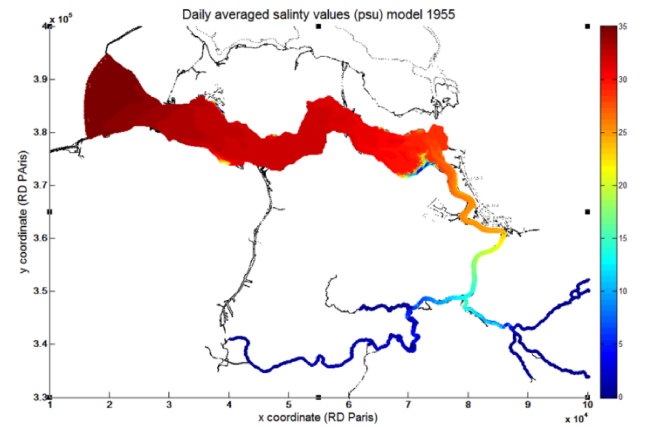 Daily averaged salinity values (psu) model 1955
x 10⁵
4
3.9
3.8
3.7
3.6
3.5
3.4
3.3
y coordinate (RD PAris)
1 2 3 4 5 6 7 8 9 10
x coordinate (RD Paris)
x 10⁴
35
30
25
20
15
10
5
0